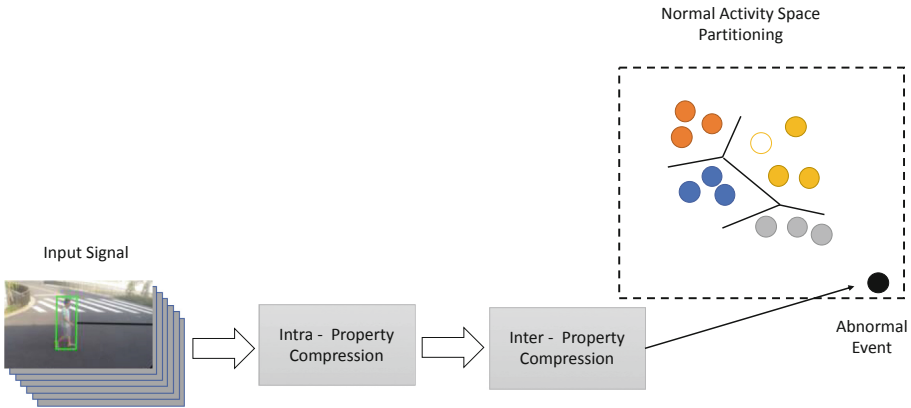 Normal Activity Space
Partitioning
Input Signal
Intra - Property
Compression
Inter - Property
Compression
Abnormal
Event